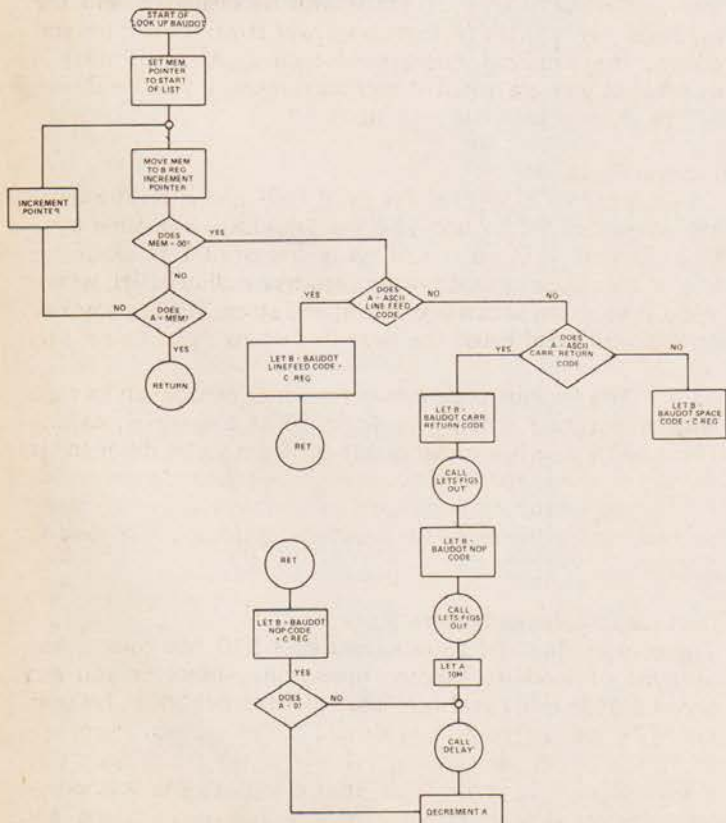 START OF
LOOK UP BAUDOT
SET MEM
POINTER
TO START
OF LIST
MOVE MEM
TO B REG
INCREMENT
POINTER
INCREMENT
POINTER
DOES
MEM = 00?
YES
NO
DOES
A = MEM?
NO
YES
RETURN
DOES
A = ASCII
LINE FEED
CODE
YES
NO
LET B = BAUDOT
LINEFEED CODE +
C REG
RET
NO
DOES
A = ASCII
CARR. RETURN
CODE
YES
NO
LET B =
BAUDOT CARR.
RETURN CODE
LET B =
BAUDOT SPACE
CODE + C REG
CALL
LETS FIGS
OUT
LET B =
BAUDOT NOP
CODE
CALL
LETS FIGS
OUT
LET A
10H
CALL
'DELAY'
DECREMENT A
DOES
A = 0?
NO
YES
LET B = BAUDOT
NOP CODE
+ C REG
RET